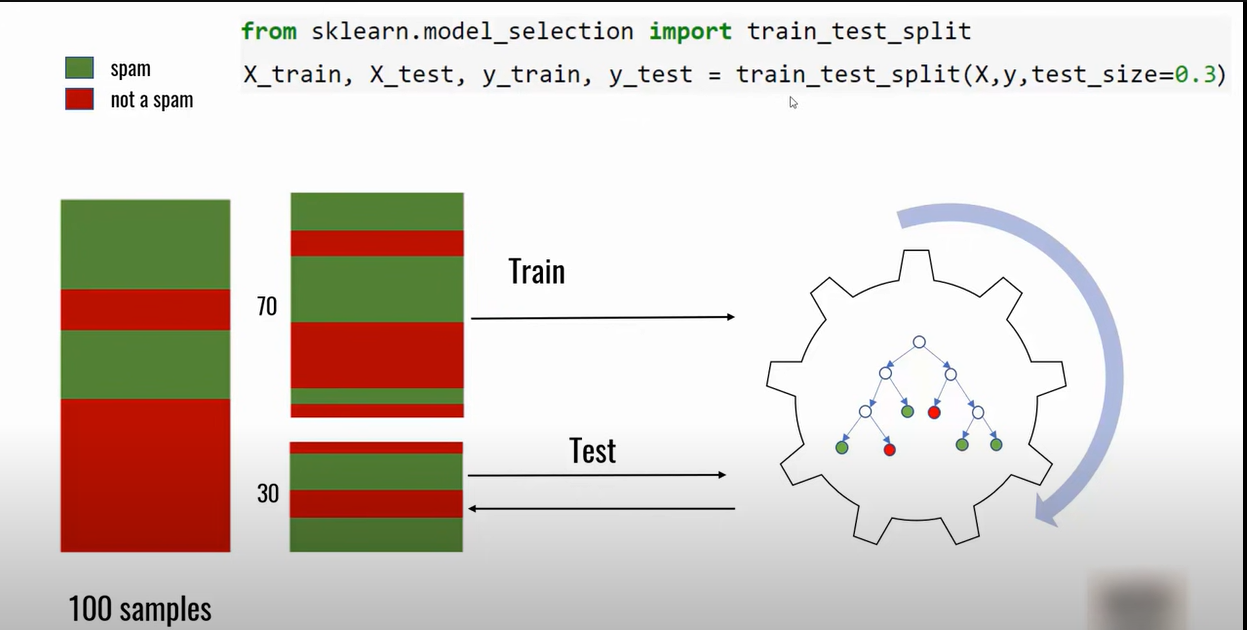 from sklearn.model_selection import train_test_split
X_train, X_test, y_train, y_test = train_test_split(X,y,test_size=0.3)
spam
not a spam
70
Train
30
Test
100 samples